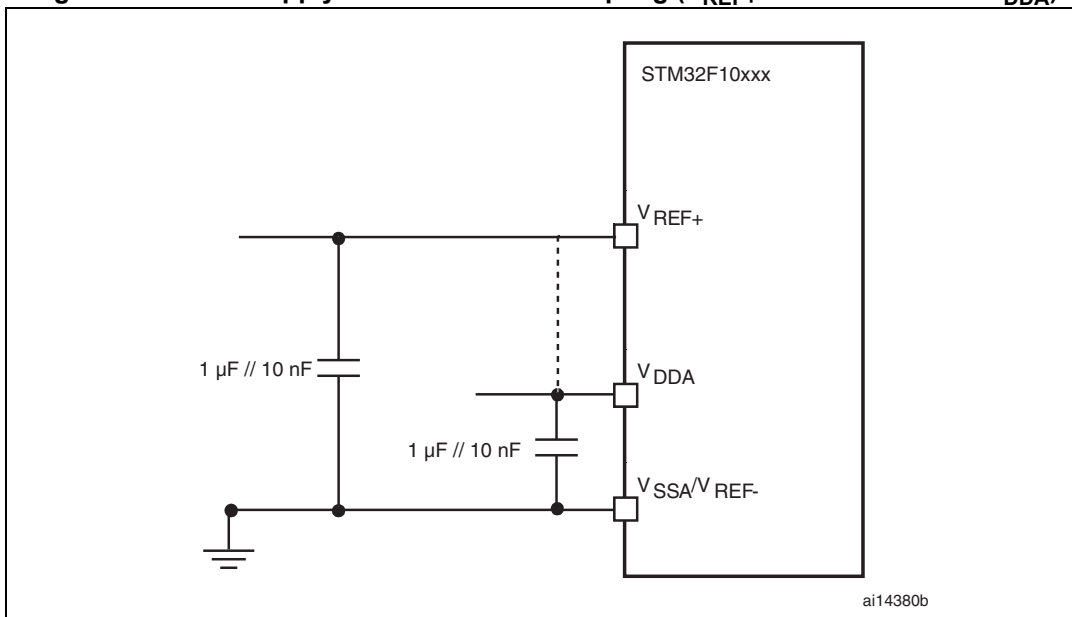 STM32F10xxx
VREF+
1 µF // 10 nF
VDDA
1 µF // 10 nF
VSSA/VREF-
ai14380b